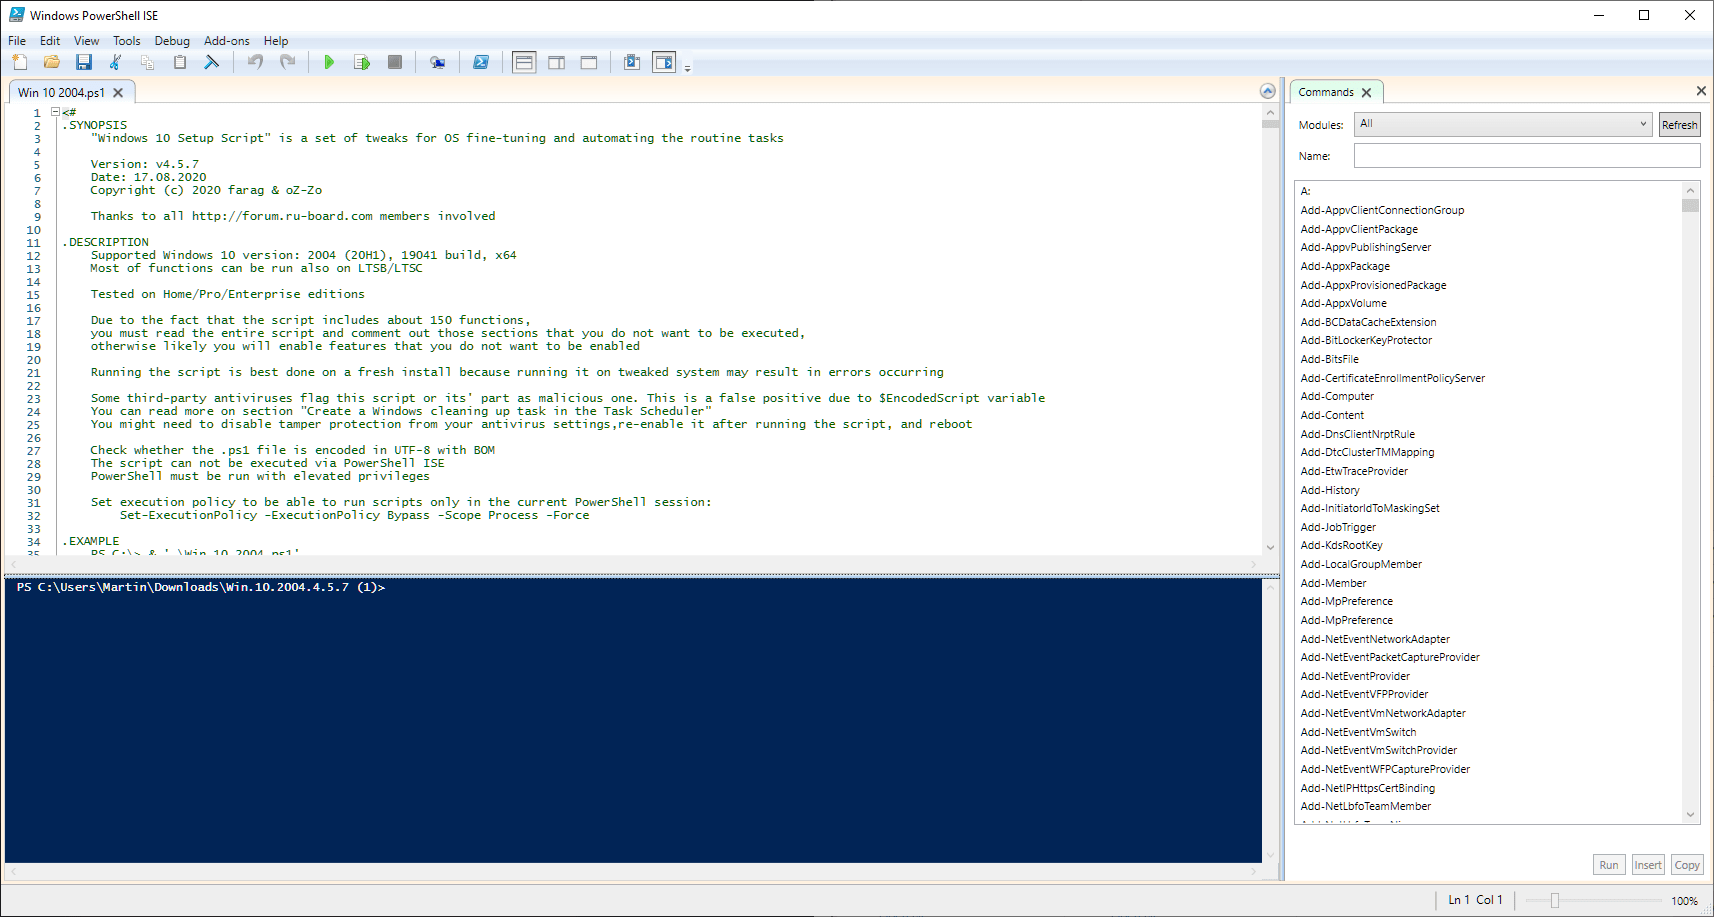 Windows PowerShell ISE
File Edit View Tools Debug Add-ons Help
Win 10 2004.ps1
1 <#
2 .SYNOPSIS
3 "Windows 10 Setup Script" is a set of tweaks for OS fine-tuning and automating the routine tasks
4
5 Version: v4.5.7
6 Date: 17.08.2020
7 Copyright (c) 2020 farag & oZ-Zo
8
9 Thanks to all http://forum.ru-board.com members involved
10
11 .DESCRIPTION
12 Supported Windows 10 version: 2004 (20H1), 19041 build, x64
13 Most of functions can be run also on LTSB/LTSC
14
15 Tested on Home/Pro/Enterprise editions
16
17 Due to the fact that the script includes about 150 functions,
18 you must read the entire script and comment out those sections that you do not want to be executed,
19 otherwise likely you will enable features that you do not want to be enabled
20
21 Running the script is best done on a fresh install because running it on tweaked system may result in errors occurring
22
23 Some third-party antiviruses flag this script or its' part as malicious one. This is a false positive due to $EncodedScript variable
24 You can read more on section "Create a Windows cleaning up task in the Task Scheduler"
25 You might need to disable tamper protection from your antivirus settings,re-enable it after running the script, and reboot
26
27 Check whether the .ps1 file is encoded in UTF-8 with BOM
28 The script can not be executed via PowerShell ISE
29 PowerShell must be run with elevated privileges
30
31 Set execution policy to be able to run scripts only in the current PowerShell session:
32 Set-ExecutionPolicy -ExecutionPolicy Bypass -Scope Process -Force
33
34 .EXAMPLE
35 PS C:\> & '.\Win 10 2004.ps1'
PS C:\Users\Martin\Downloads\Win.10.2004.4.5.7 (1)>
Commands
Modules: All Refresh
Name:
A:
Add-AppvClientConnectionGroup
Add-AppvClientPackage
Add-AppvPublishingServer
Add-AppxPackage
Add-AppxProvisionedPackage
Add-AppxVolume
Add-BCDataCacheExtension
Add-BitLockerKeyProtector
Add-BitsFile
Add-CertificateEnrollmentPolicyServer
Add-Computer
Add-Content
Add-DnsClientNrptRule
Add-DtcClusterTMMapping
Add-EtwTraceProvider
Add-History
Add-InitiatorIdToMaskingSet
Add-JobTrigger
Add-KdsRootKey
Add-LocalGroupMember
Add-Member
Add-MpPreference
Add-MpPreference
Add-NetEventNetworkAdapter
Add-NetEventPacketCaptureProvider
Add-NetEventProvider
Add-NetEventVFPProvider
Add-NetEventVmNetworkAdapter
Add-NetEventVmSwitch
Add-NetEventVmSwitchProvider
Add-NetEventWFPCaptureProvider
Add-NetIPHttpsCertBinding
Add-NetLbfoTeamMember
Run Insert Copy
Ln 1 Col 1 100%